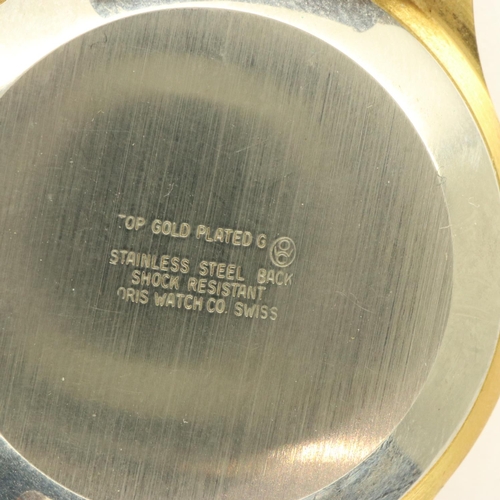 TOP GOLD PLATED G
STAINLESS STEEL BACK
SHOCK RESISTANT
ORIS WATCH CO. SWISS